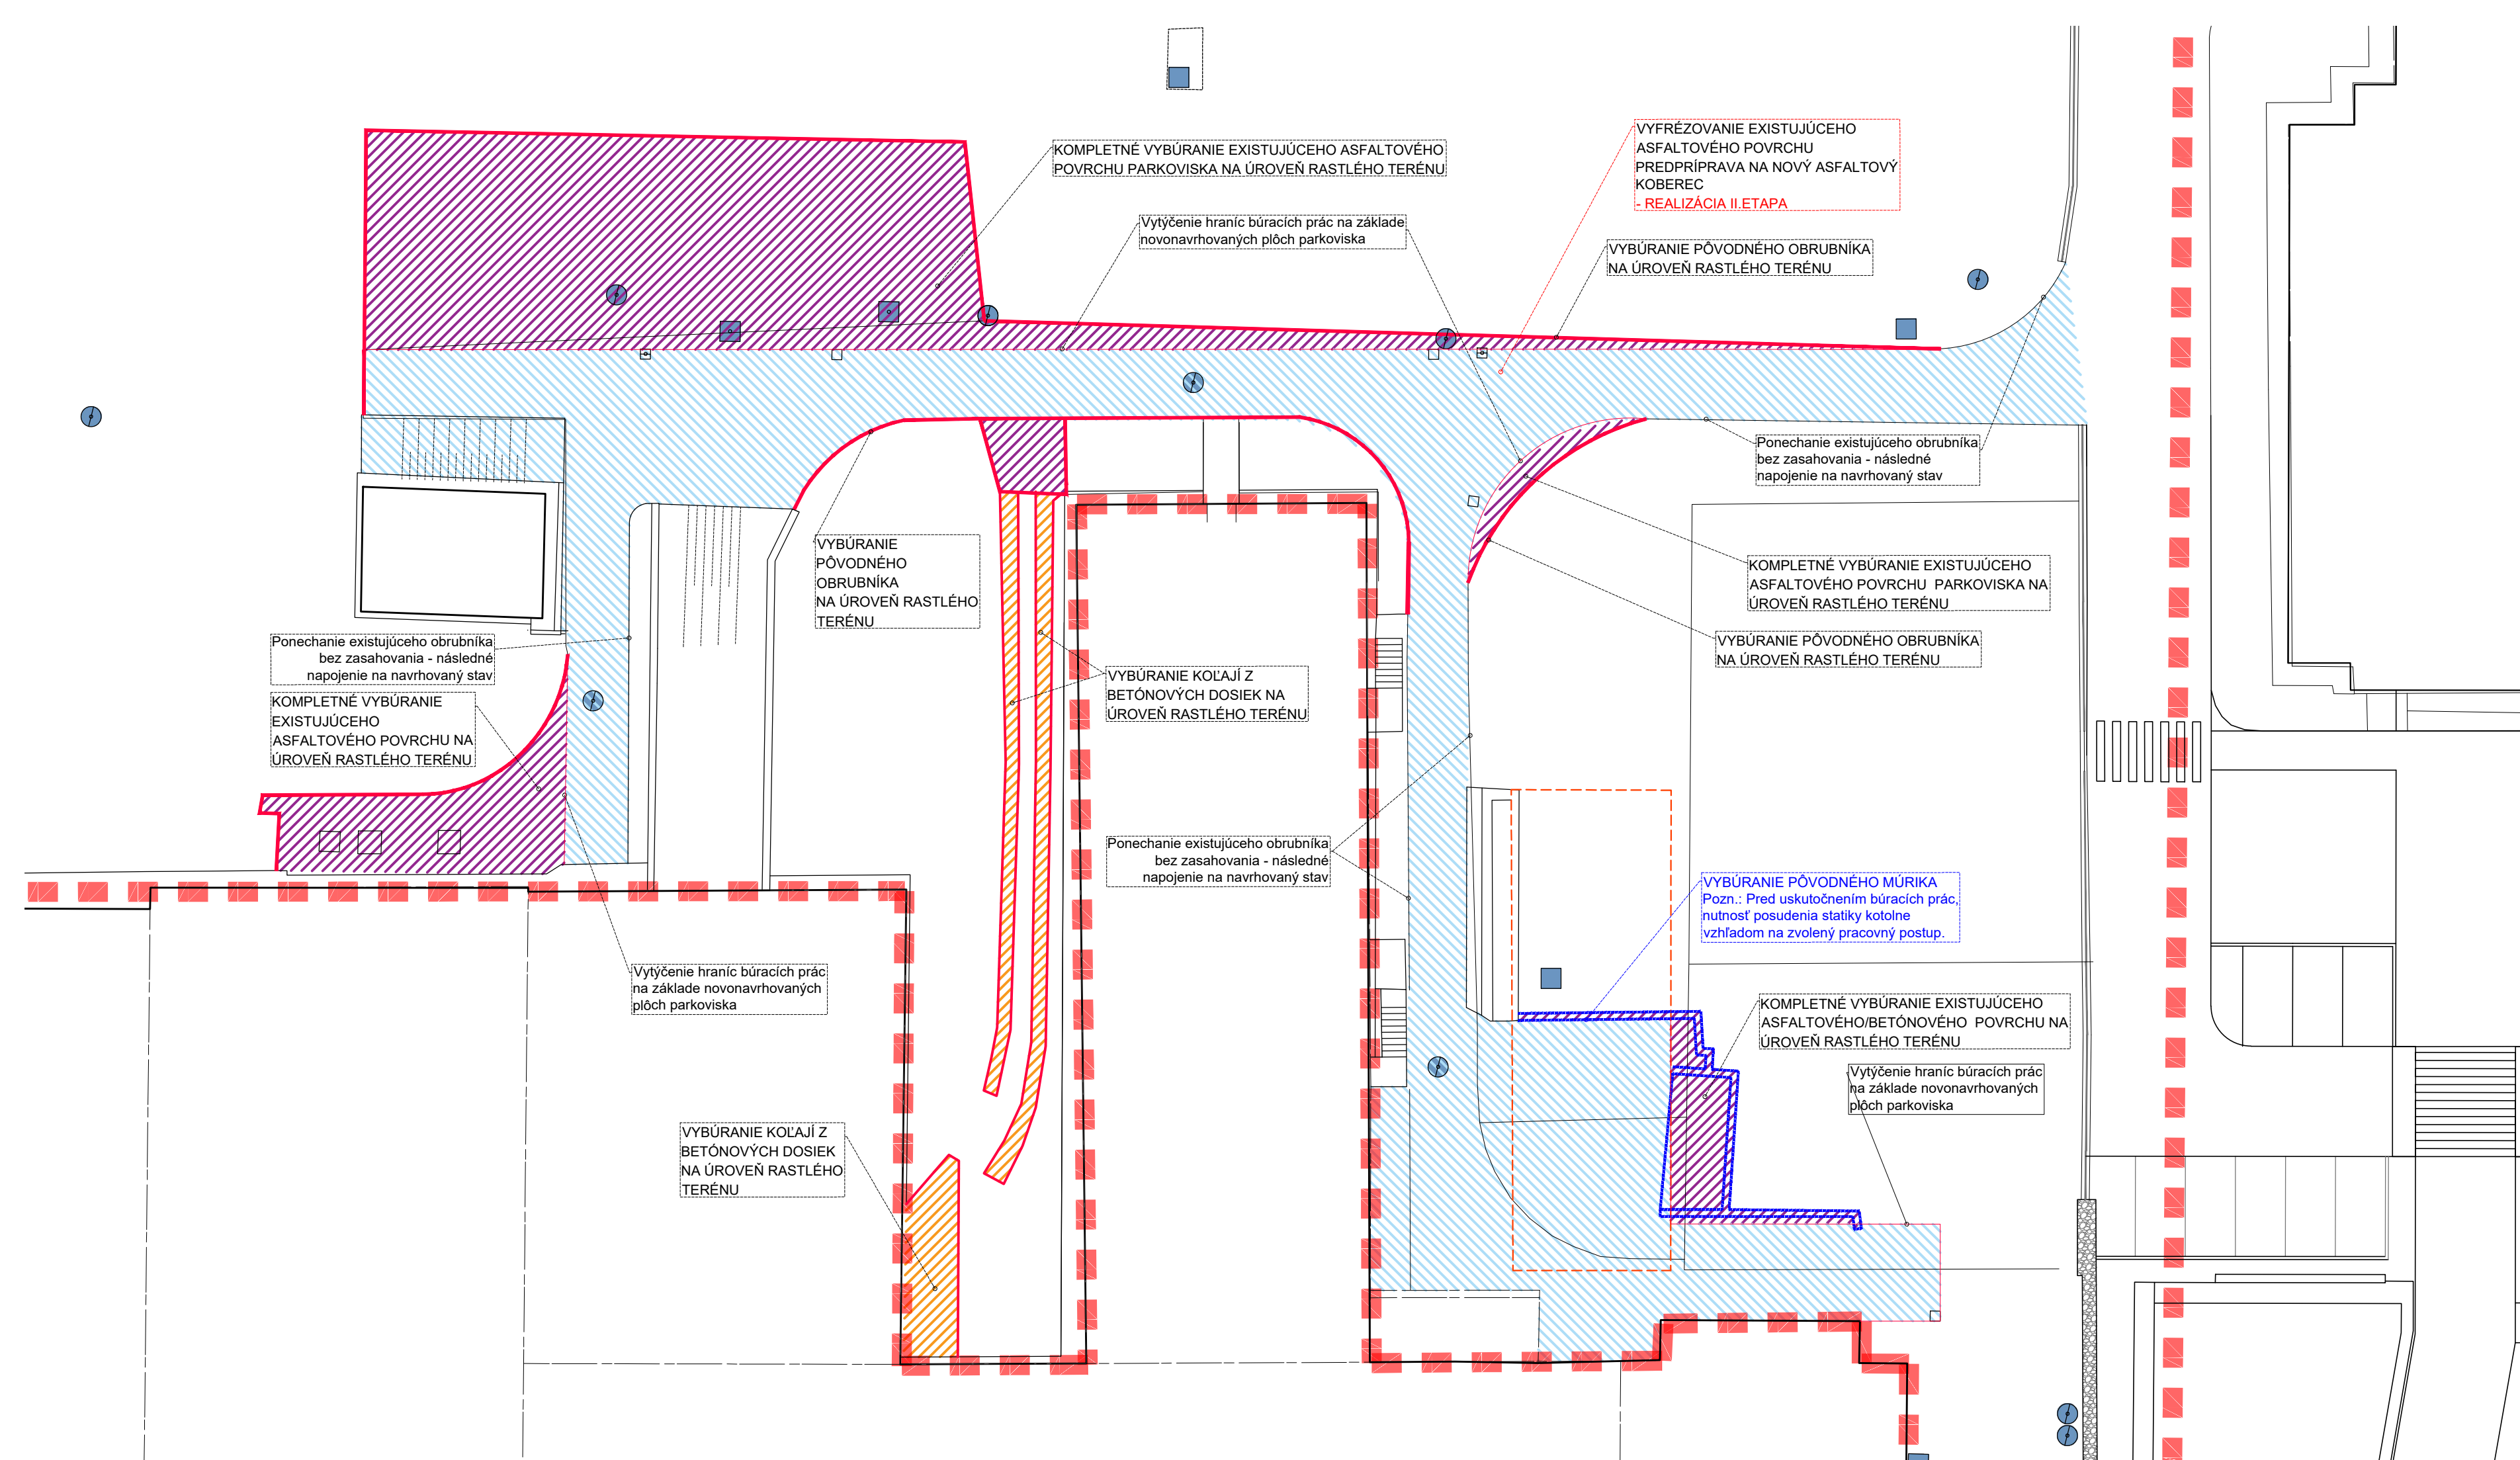 KOMPLETNÉ VYBÚRANIE EXISTUJÚCEHO ASFALTOVÉHO
POVRCHU PARKOVISKA NA ÚROVEŇ RASTLÉHO TERÉNU
VYFRÉZOVANIE EXISTUJÚCEHO
ASFALTOVÉHO POVRCHU
PREDPRÍPRAVA NA NOVÝ ASFALTOVÝ
KOBEREC
- REALIZÁCIA II.ETAPA
Vytýčenie hraníc búracích prác na základe
novonavrhovaných plôch parkoviska
VYBÚRANIE PÔVODNÉHO OBRUBNÍKA
NA ÚROVEŇ RASTLÉHO TERÉNU
Ponechanie existujúceho obrubníka
bez zasahovania - následné
napojenie na navrhovaný stav
VYBÚRANIE
PÔVODNÉHO
OBRUBNÍKA
NA ÚROVEŇ RASTLÉHO
TERÉNU
KOMPLETNÉ VYBÚRANIE EXISTUJÚCEHO
ASFALTOVÉHO POVRCHU PARKOVISKA NA
ÚROVEŇ RASTLÉHO TERÉNU
VYBÚRANIE PÔVODNÉHO OBRUBNÍKA
NA ÚROVEŇ RASTLÉHO TERÉNU
Ponechanie existujúceho obrubníka
bez zasahovania - následné
napojenie na navrhovaný stav
VYBÚRANIE KOĽAJÍ Z
BETÓNOVÝCH DOSIEK NA
ÚROVEŇ RASTLÉHO TERÉNU
KOMPLETNÉ VYBÚRANIE
EXISTUJÚCEHO
ASFALTOVÉHO POVRCHU NA
ÚROVEŇ RASTLÉHO TERÉNU
Ponechanie existujúceho obrubníka
bez zasahovania - následné
napojenie na navrhovaný stav
VYBÚRANIE PÔVODNÉHO MÚRIKA
Pozn.: Pred uskutočnením búracích prác,
nutnosť posudenia statiky kotolne
vzhľadom na zvolený pracovný postup.
Vytýčenie hraníc búracích prác
na základe novonavrhovaných
plôch parkoviska
KOMPLETNÉ VYBÚRANIE EXISTUJÚCEHO
ASFALTOVÉHO/BETÓNOVÉHO POVRCHU NA
ÚROVEŇ RASTLÉHO TERÉNU
Vytýčenie hraníc búracích prác
na základe novonavrhovaných
plôch parkoviska
VYBÚRANIE KOĽAJÍ Z
BETÓNOVÝCH DOSIEK
NA ÚROVEŇ RASTLÉHO
TERÉNU